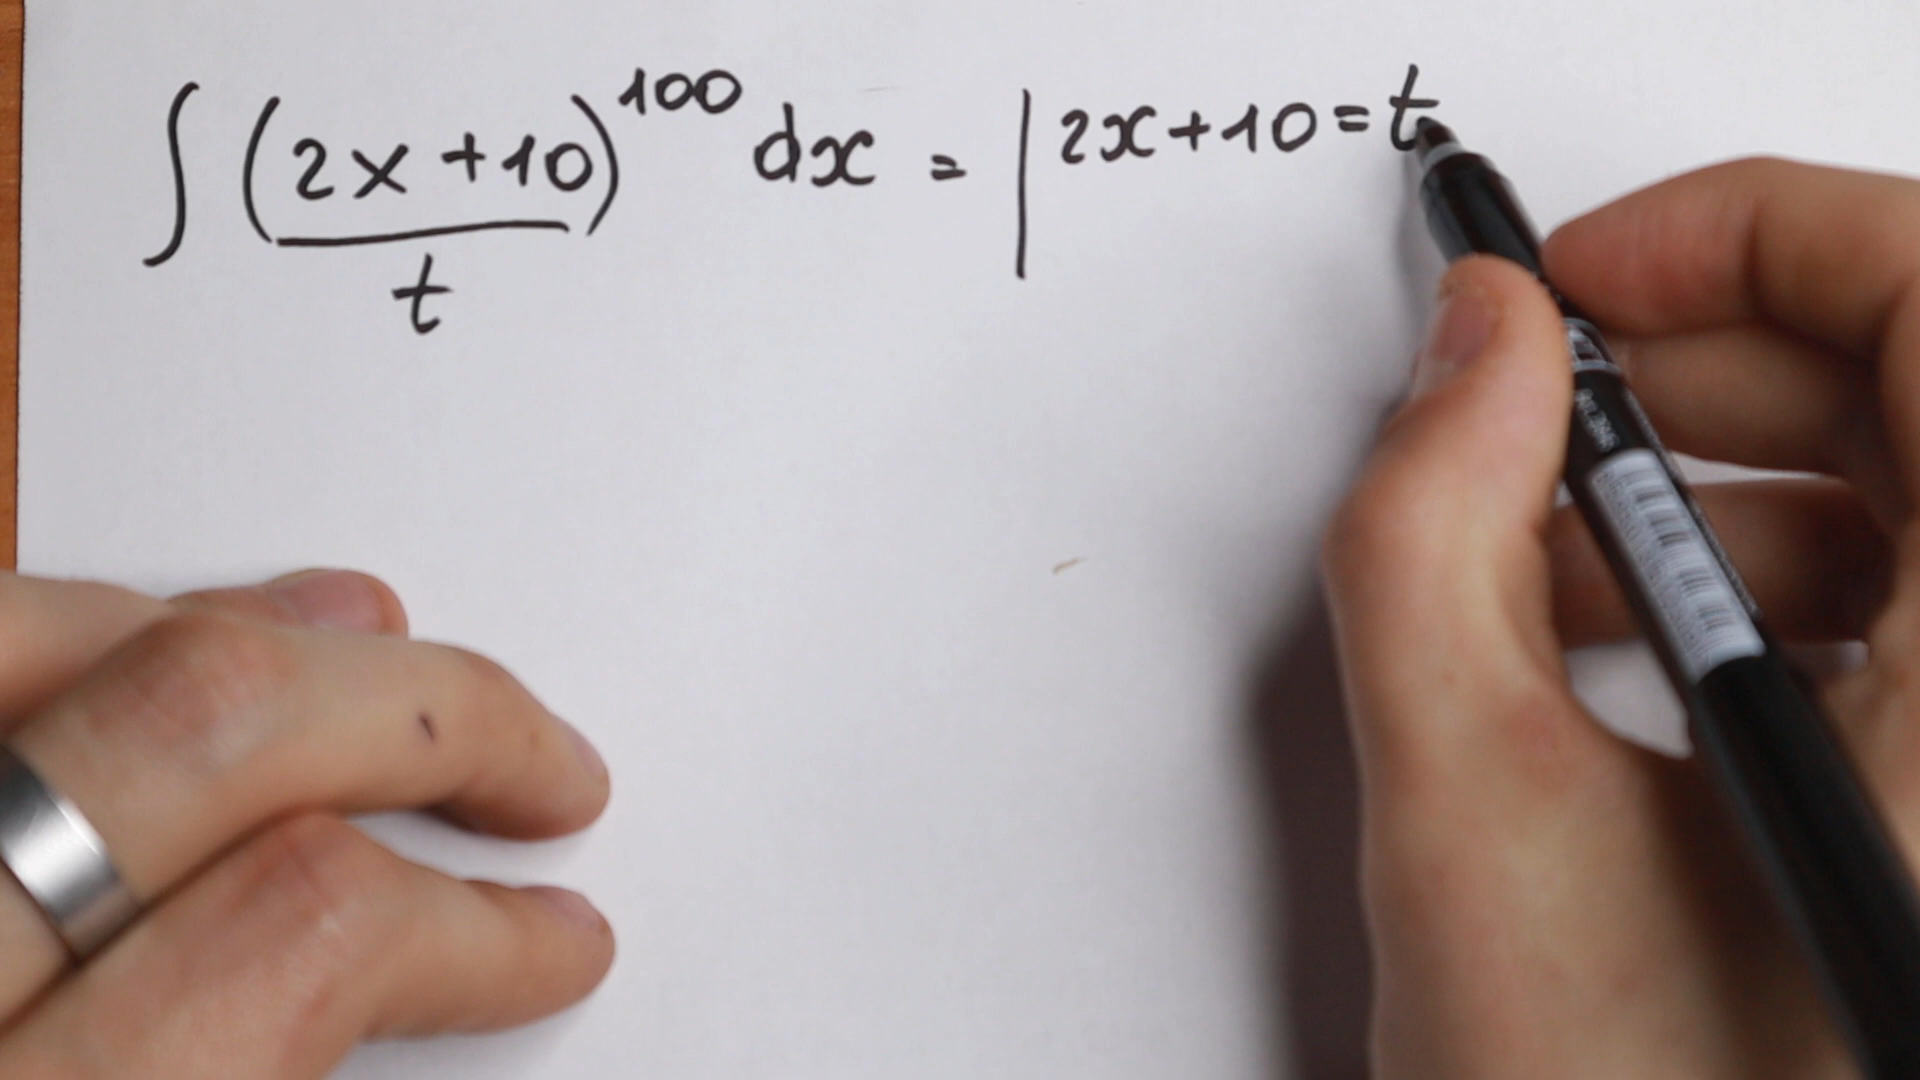 ∫ (2x+10)^100 dx = | 2x+10=t
t